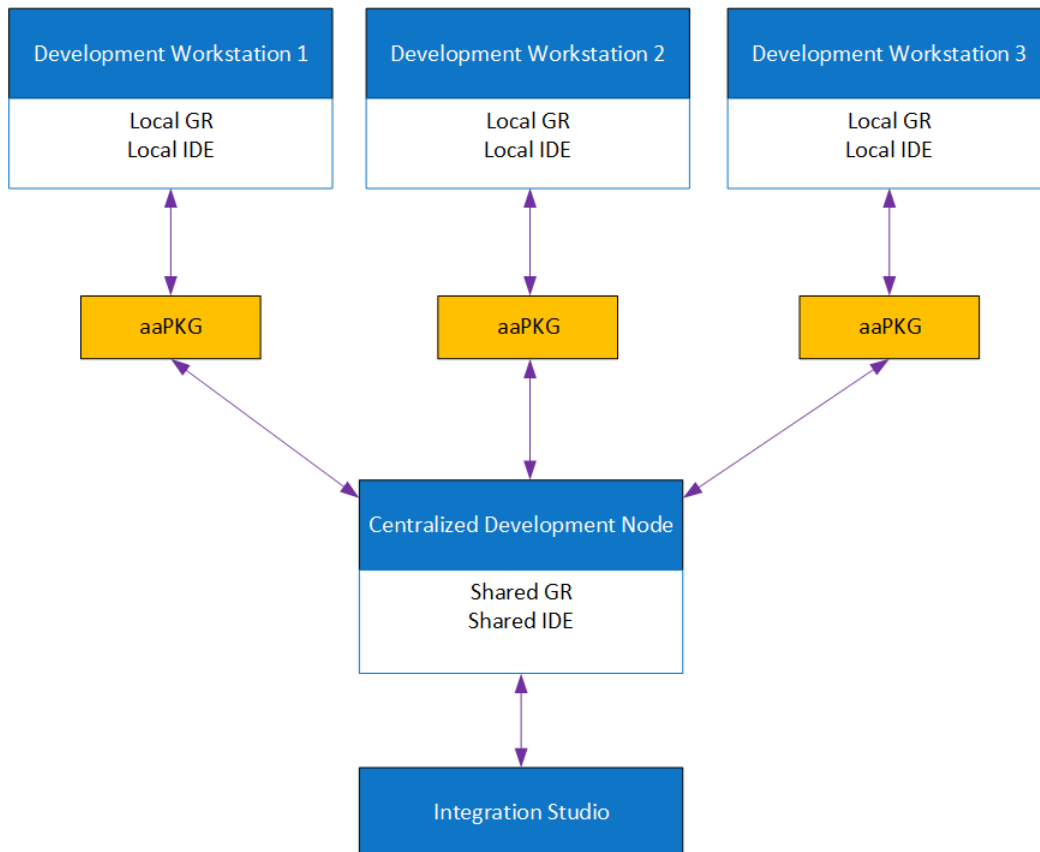 Development Workstation 1
Local GR
Local IDE
Development Workstation 2
Local GR
Local IDE
Development Workstation 3
Local GR
Local IDE
aaPKG
aaPKG
aaPKG
Centralized Development Node
Shared GR
Shared IDE
Integration Studio